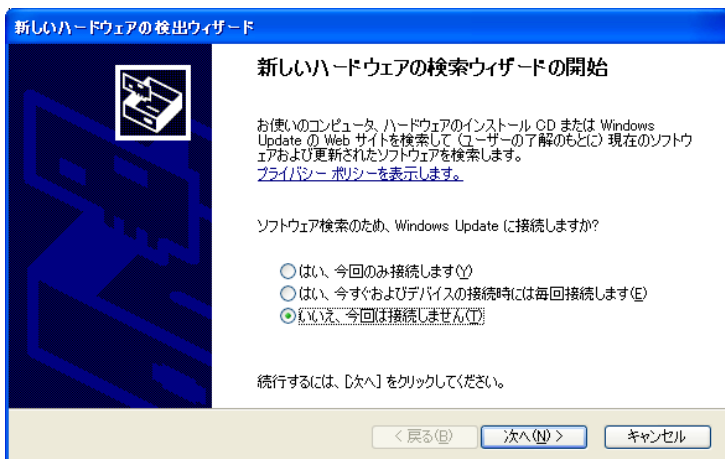 新しいハードウェアの検出ウィザード
新しいハードウェアの検索ウィザードの開始
お使いのコンピュータ、ハードウェアのインストール CD または Windows
Update の Web サイトを検索して (ユーザーの了解のもとに) 現在のソフトウ
ェアおよび更新されたソフトウェアを検索します。
プライバシー ポリシーを表示します。
ソフトウェア検索のため、Windows Update に接続しますか?
はい、今回のみ接続します(Y)
はい、今すぐおよびデバイスの接続時には毎回接続します(E)
いいえ、今回は接続しません(T)
続行するには、[次へ] をクリックしてください。
< 戻る(B)
次へ(N) >
キャンセル